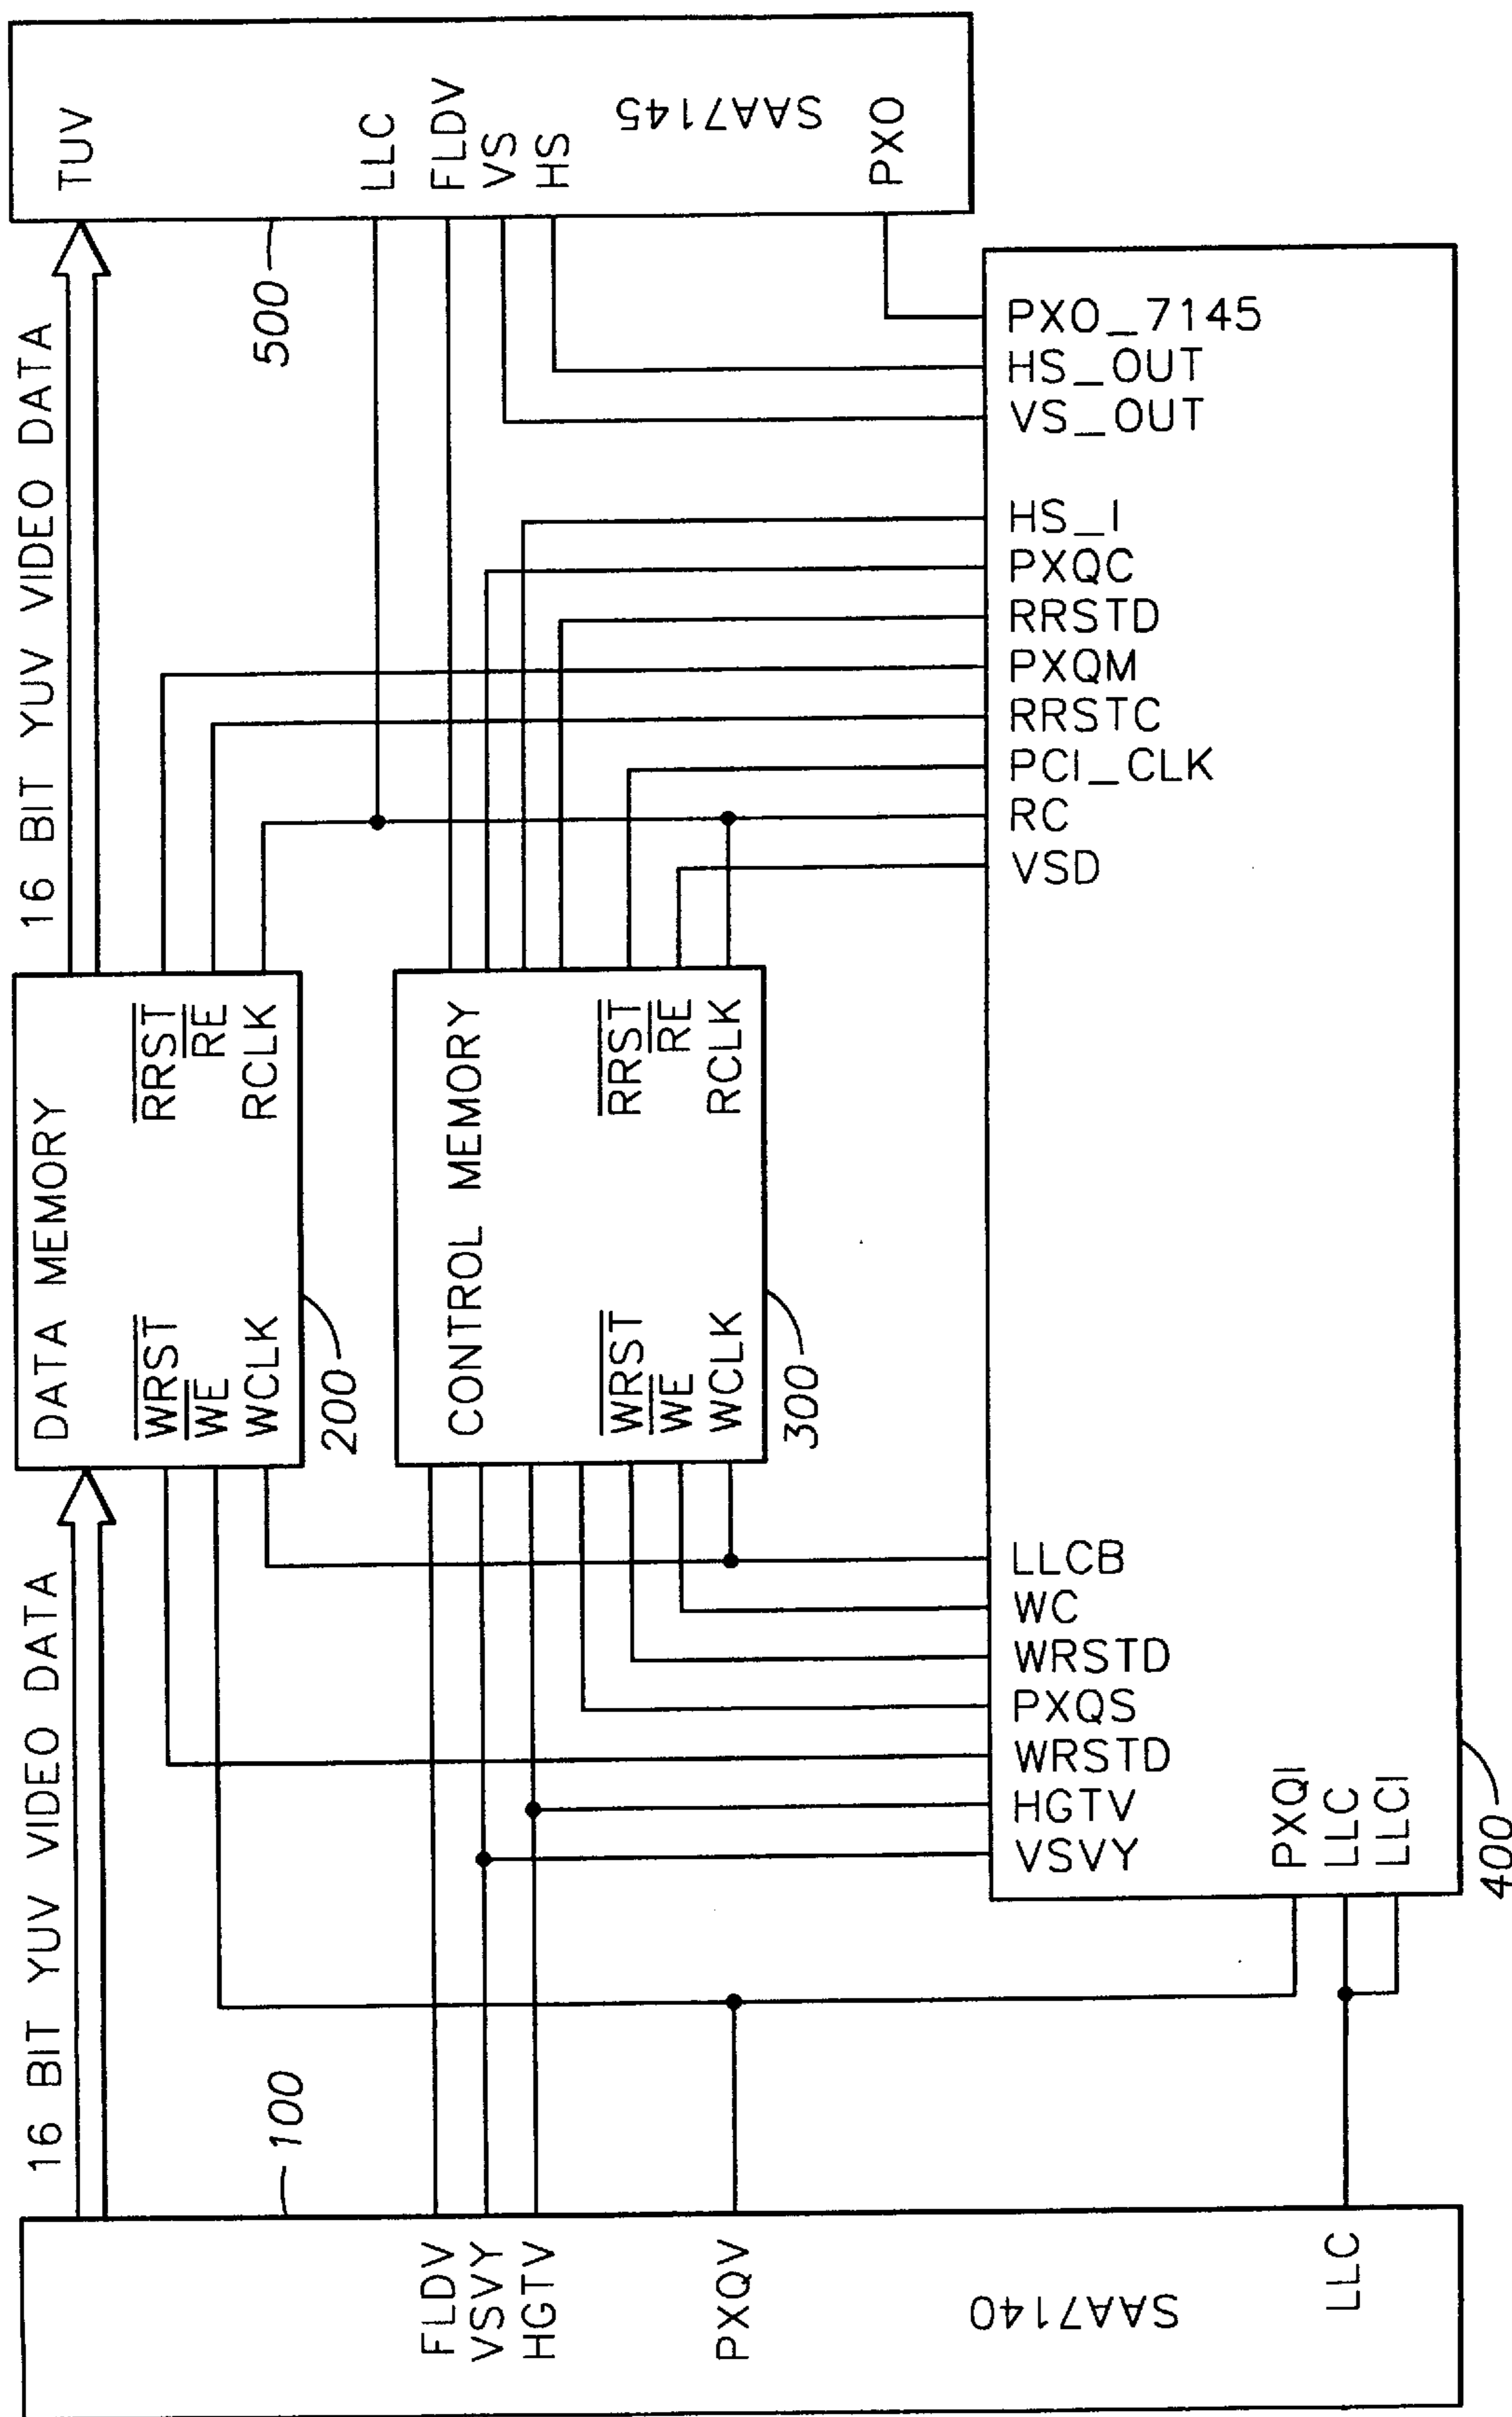 16 BIT YUV VIDEO DATA
16 BIT YUV VIDEO DATA
100
FLDV
VSVY
HGTV
PXQV
SAA7140
LLC
DATA MEMORY
WRST
WE
WCLK
RRST
RE
RCLK
200
CONTROL MEMORY
WRST
WE
WCLK
RRST
RE
RCLK
300
TUV
500
LLC
FLDV
VS
HS
SAA7145
PXO
LLCB
WC
WRSTD
PXQS
WRSTD
HGTV
VSVY
PXQI
LLC
LLCI
400
PXO_7145
HS_OUT
VS_OUT
HS_I
PXQC
RRSTD
PXQM
RRSTC
PCI_CLK
RC
VSD